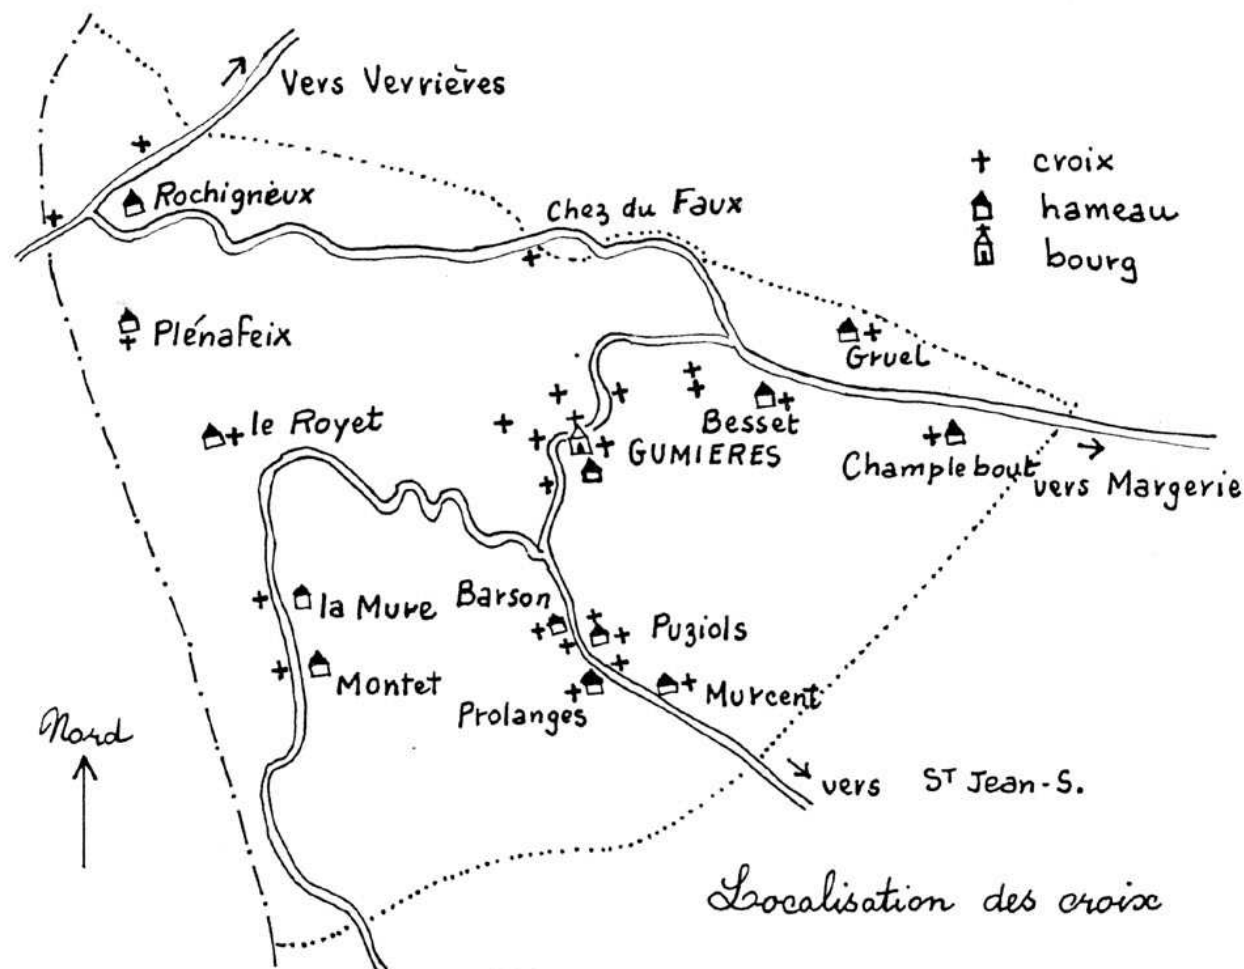 Vers Verrières
croix
Rochigneux
hameau
Chez du Faux
bourg
Plénafeix
Gruel
le Royet
Besset
GUMIERES
Champlebout
vers Margerie
la Mure
Barson
Puziols
Montet
Murcent
Prolanges
Nord
vers St Jean-S.
Localisation des croix